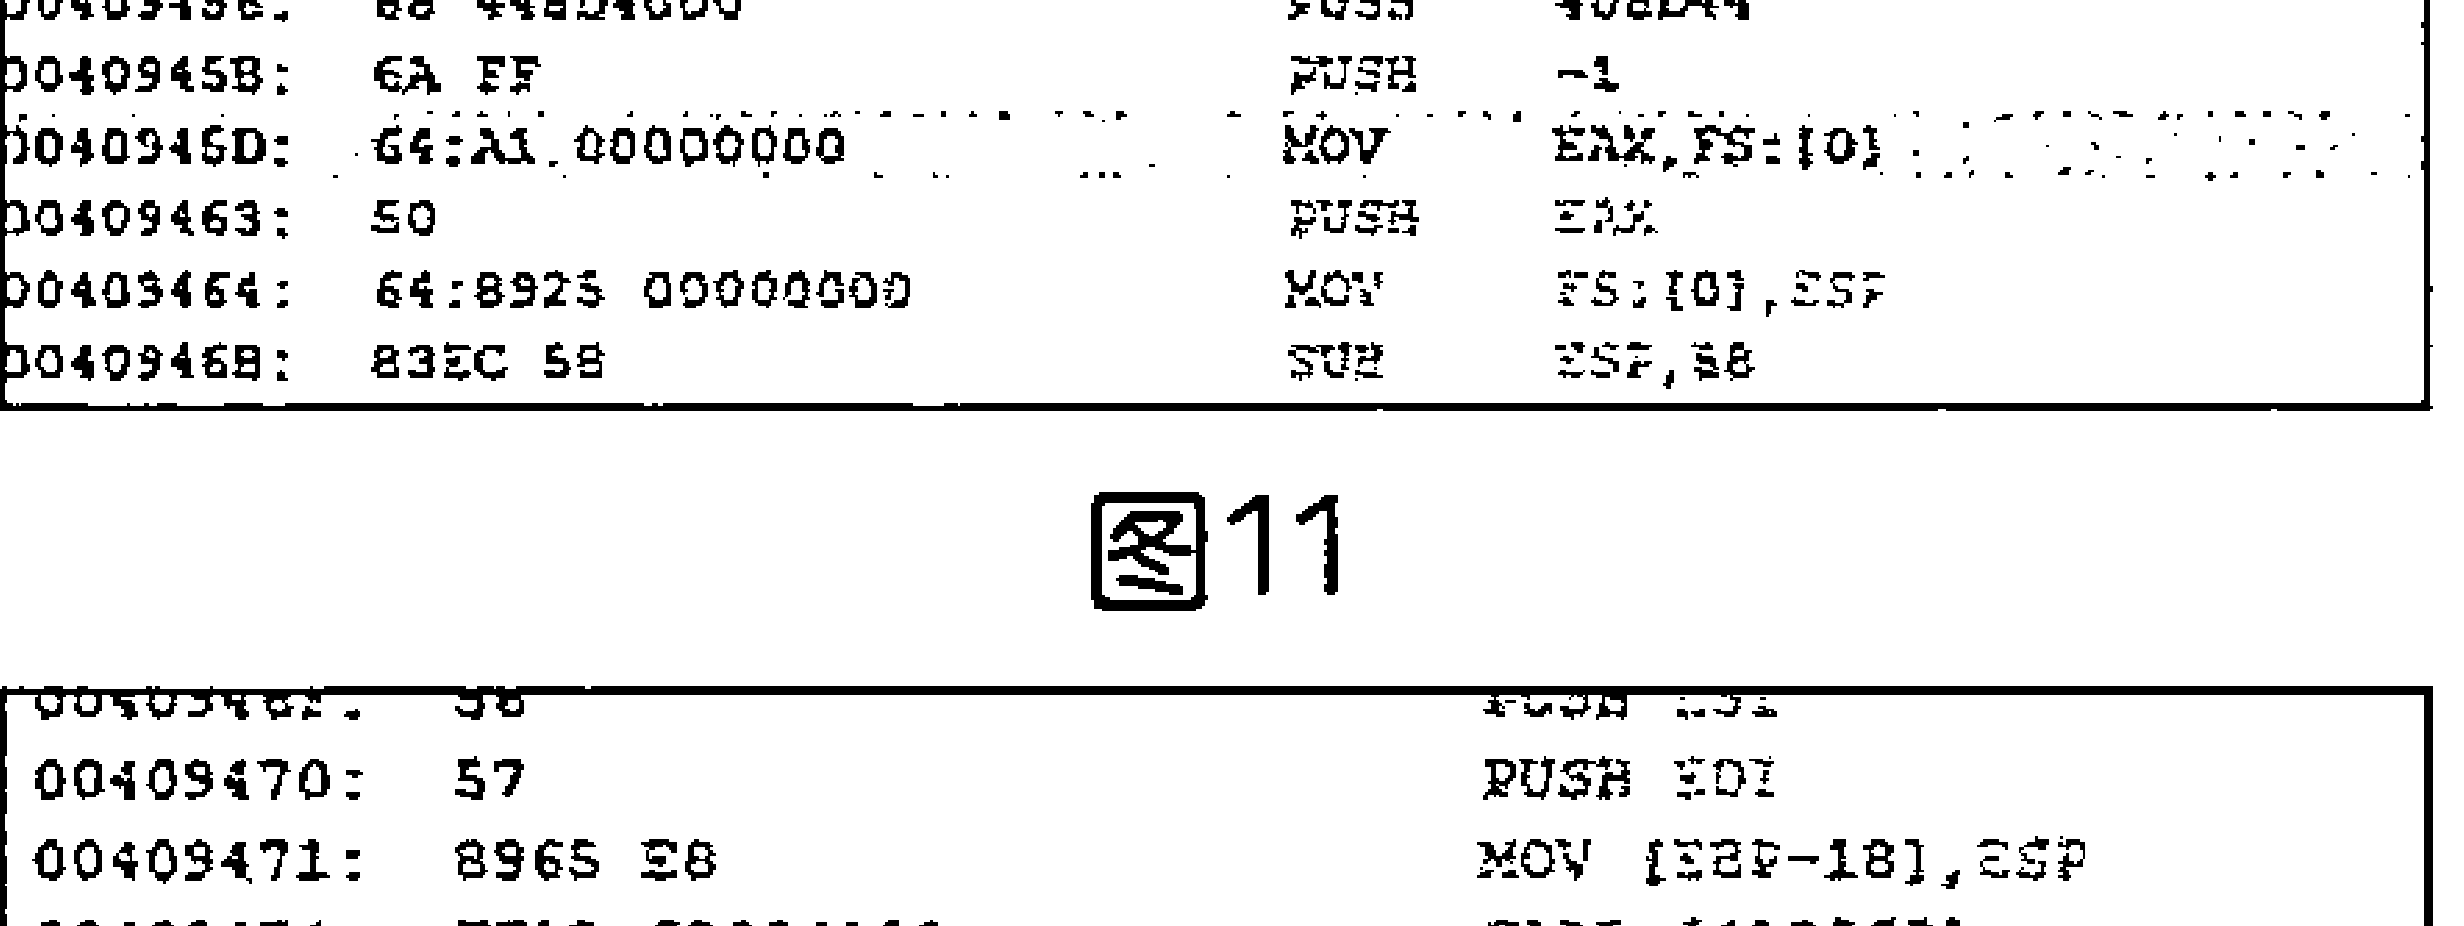 0040945B: 6A FF PUSH -1
0040945D: 64:A1 00000000 MOV EAX,FS:[0]
00409463: 50 PUSH EAX
00409464: 64:8925 00000000 MOV FS:[0],ESP
0040946B: 83EC 58 SUB ESP,58
图11
00409470: 57 PUSH EDI
00409471: 8965 E8 MOV [EBP-18],ESP